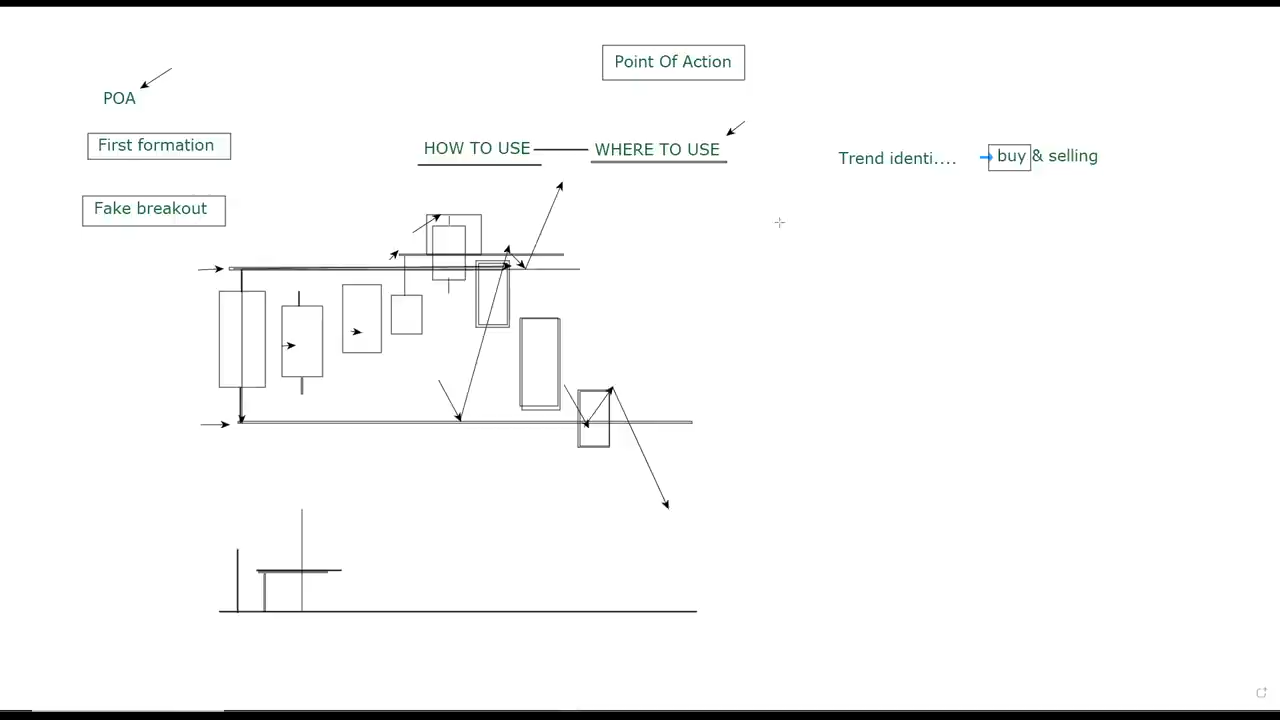 Point Of Action
POA
First formation
HOW TO USE
WHERE TO USE
Trend identi....
buy & selling
Fake breakout